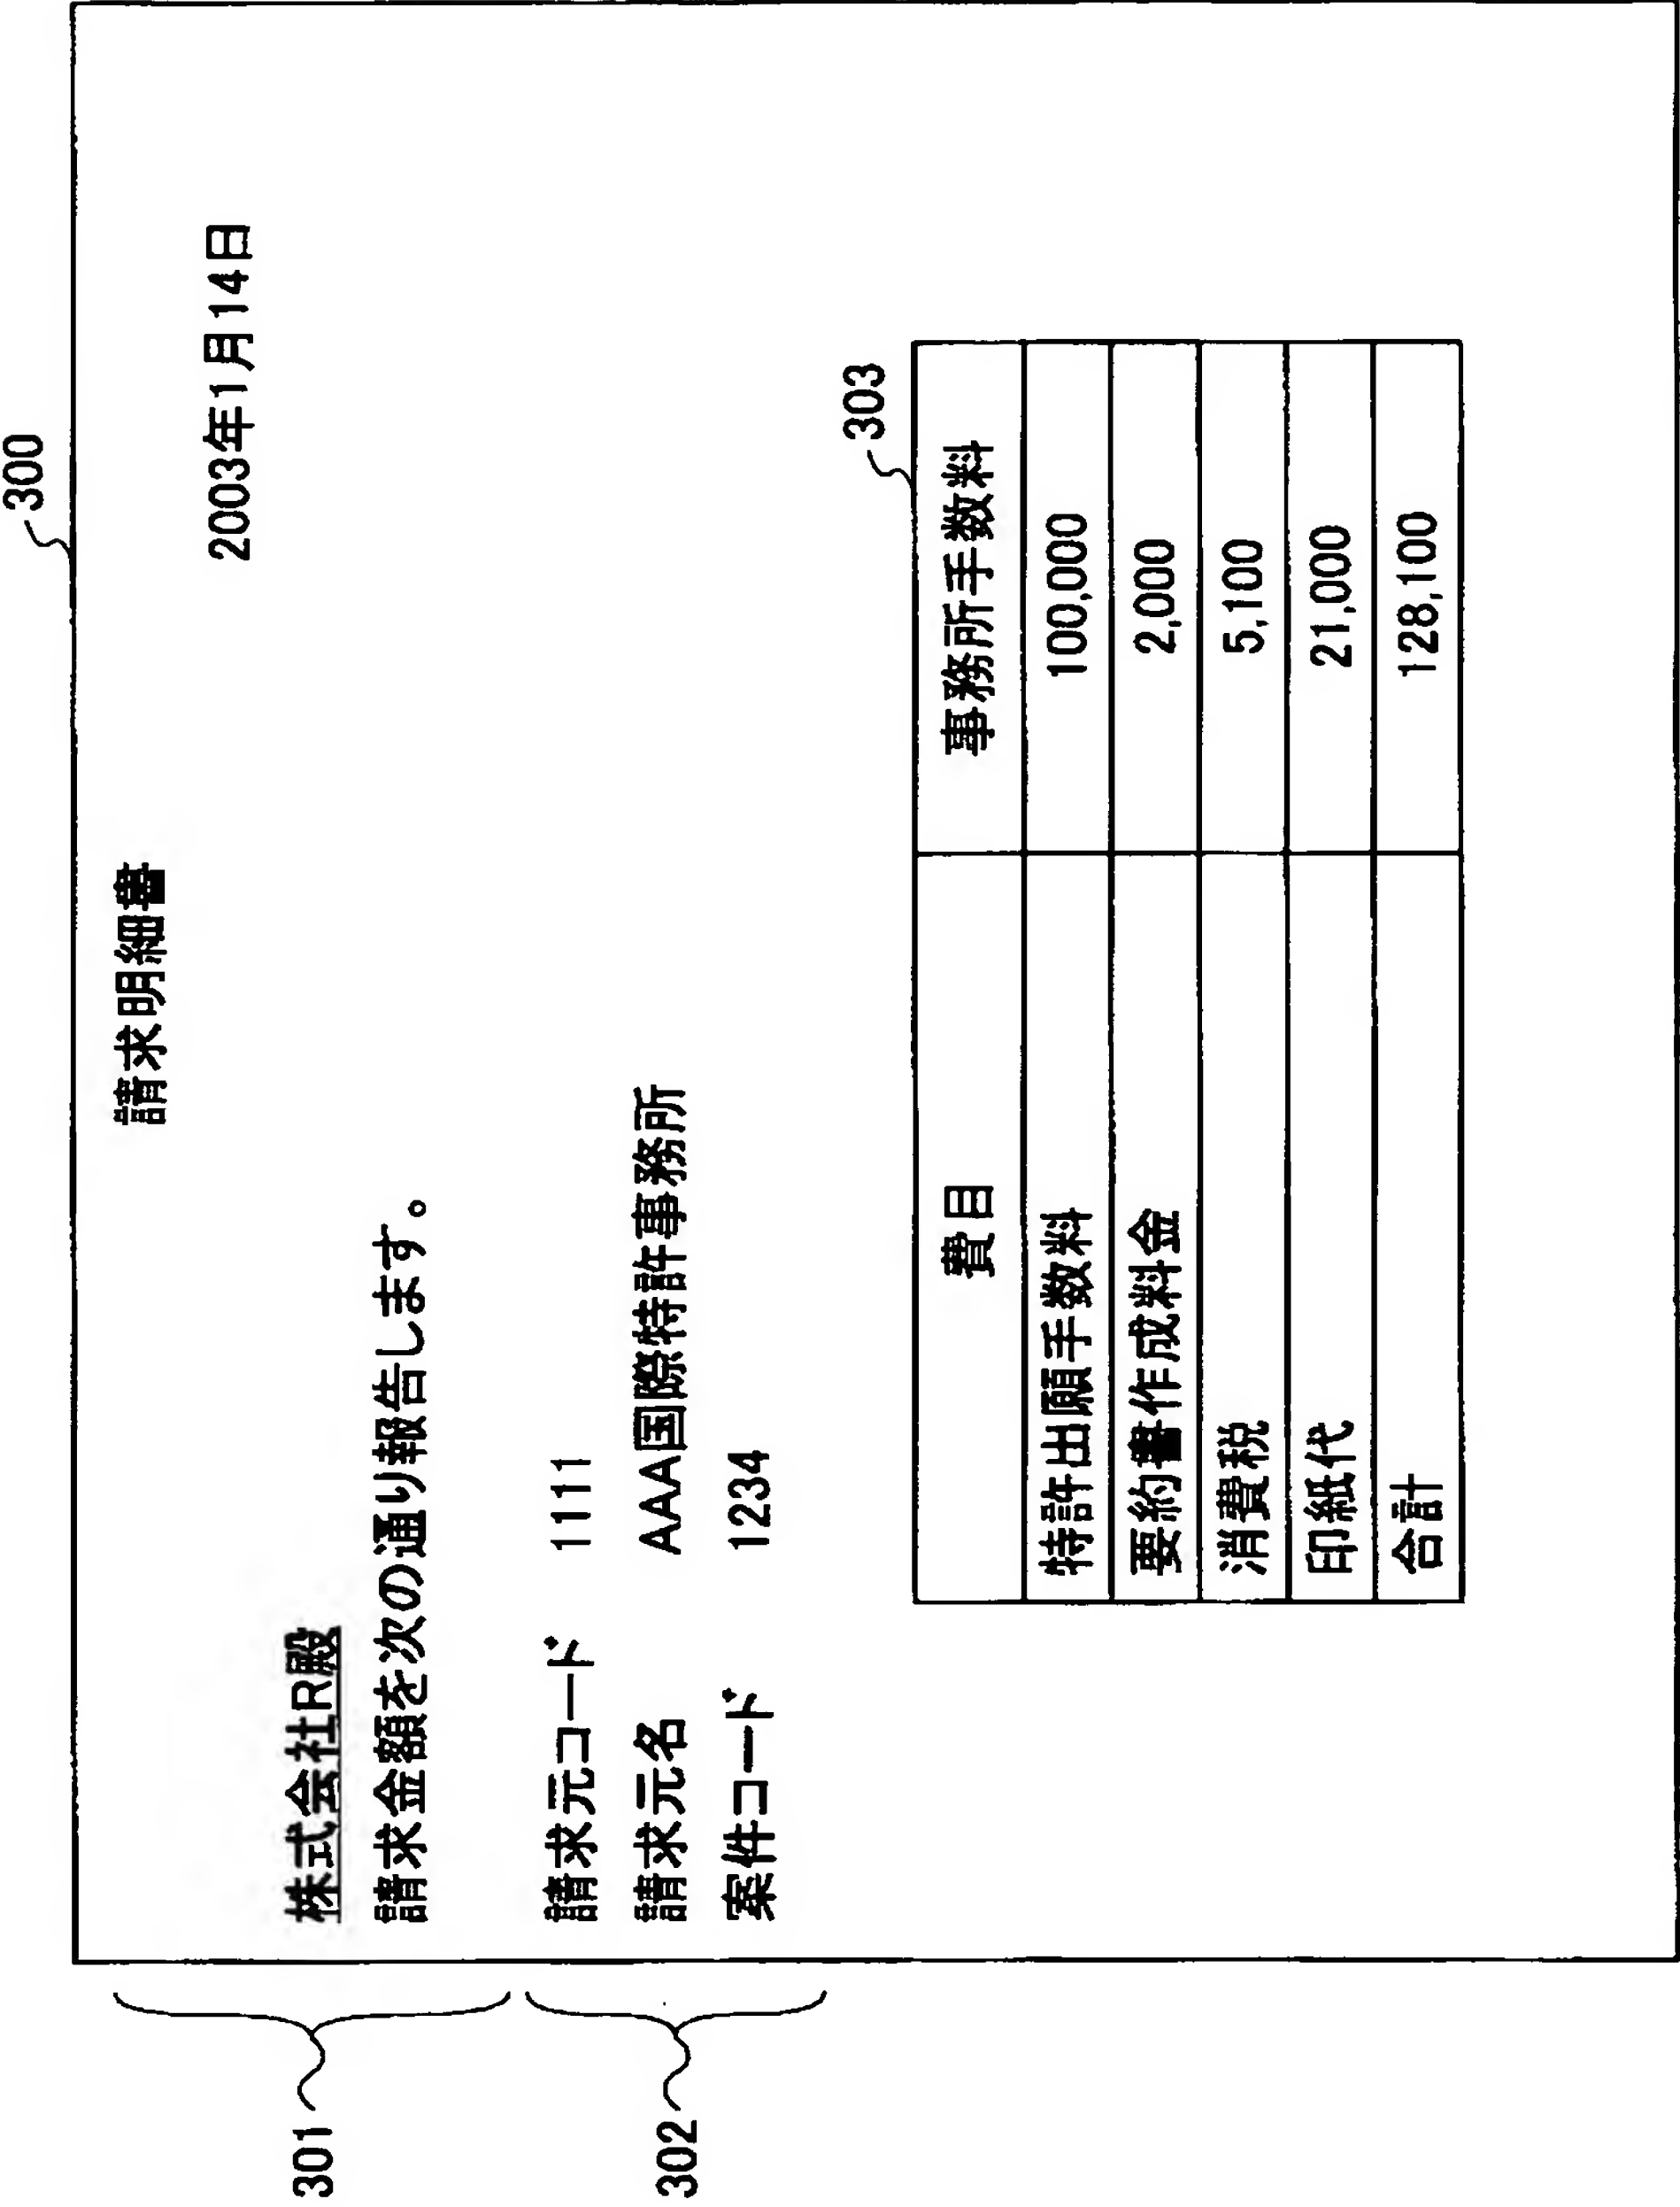 300
請求明細書
2003年1月14日
301
株式会社R殿
請求金額を次の通り報告します。
302
請求元コード 1111
請求元名 AAA国際特許事務所
案件コード 1234
303
費目 事務所手数料
特許出願手数料 100,000
要約書作成料金 2,000
消費税 5,100
印紙代 21,000
合計 128,100